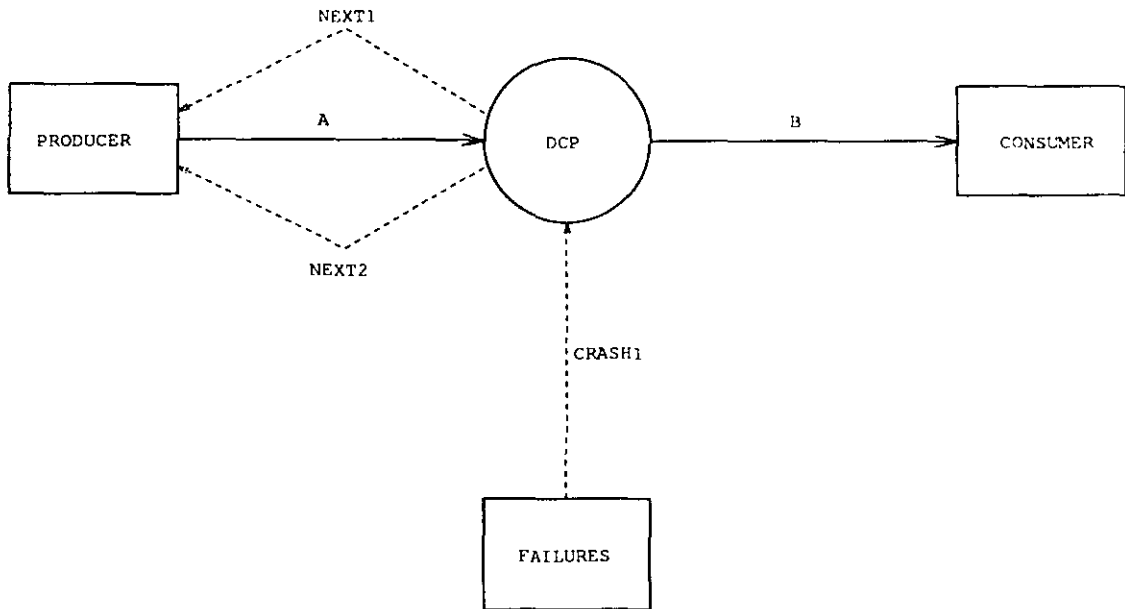 NEXT1
A
B
PRODUCER
DCP
CONSUMER
NEXT2
CRASH1
FAILURES